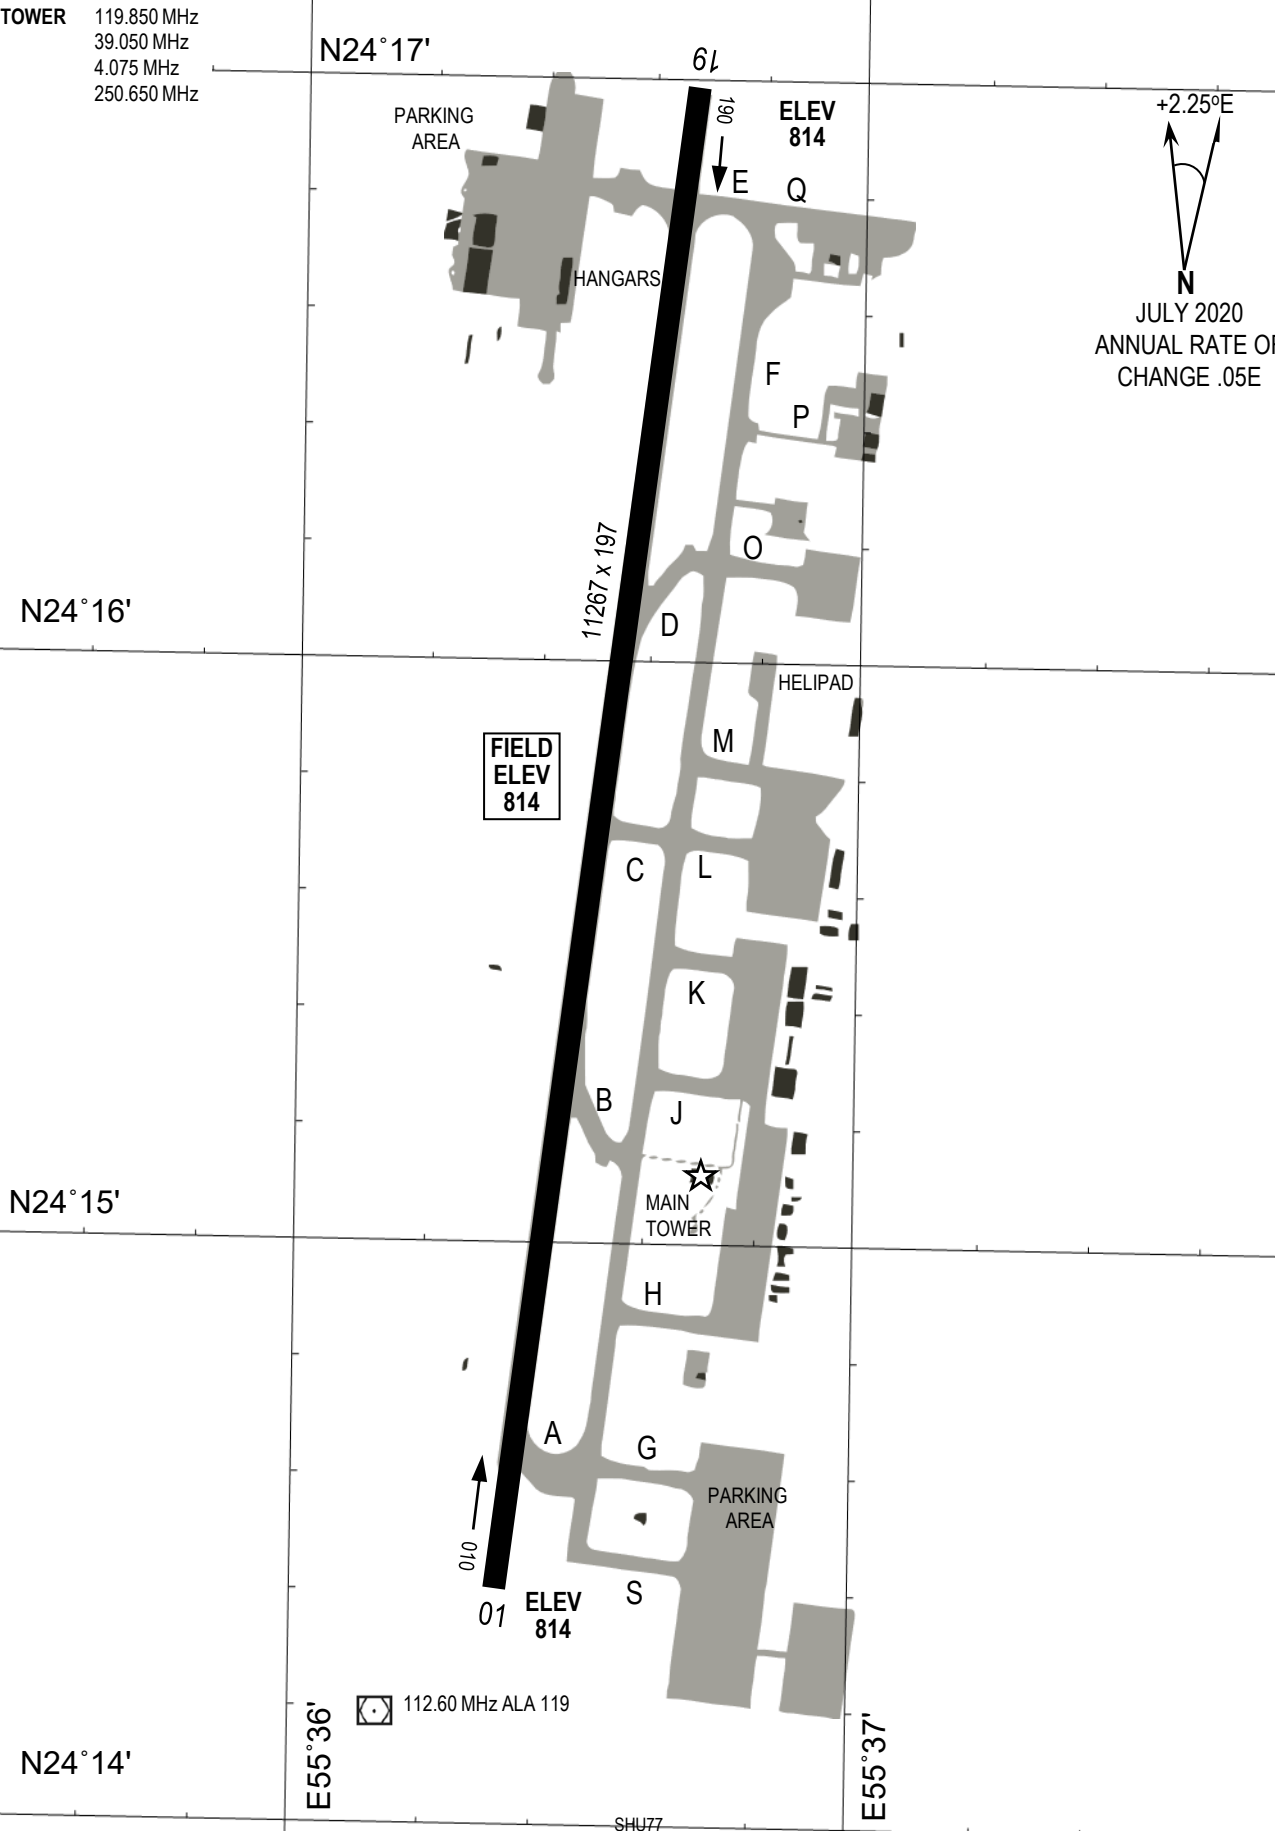 TOWER 119.850 MHz
39.050 MHz
4.075 MHz
250.650 MHz
N24°17'
19
190
ELEV
814
+2.25ºE
N
JULY 2020
ANNUAL RATE OF
CHANGE .05E
PARKING
AREA
E
Q
HANGARS
F
P
11267 x 197
O
N24°16'
D
HELIPAD
M
FIELD
ELEV
814
C
L
K
B
J
N24°15'
MAIN
TOWER
H
A
G
PARKING
AREA
010
S
01
ELEV
814
112.60 MHz ALA 119
N24°14'
E55°36'
E55°37'
SHU77